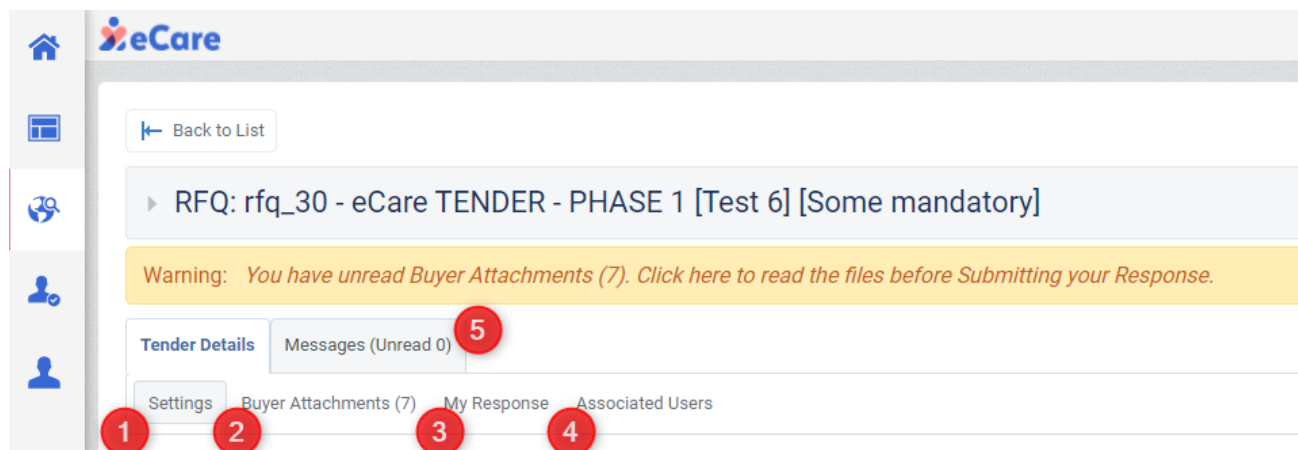 eCare
Back to List
RFQ: rfq_30 - eCare TENDER - PHASE 1 [Test 6] [Some mandatory]
Warning: You have unread Buyer Attachments (7). Click here to read the files before Submitting your Response.
5
Tender Details Messages (Unread 0)
Settings Buyer Attachments (7) My Response Associated Users
1 2 3 4